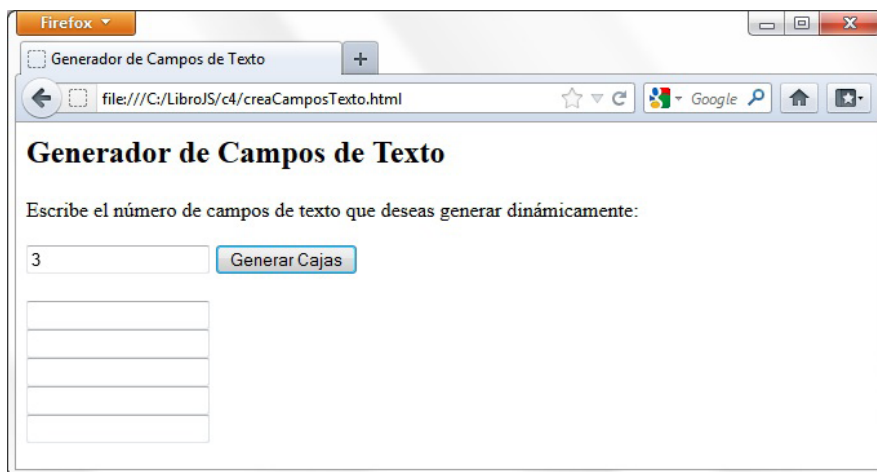 Firefox
Generador de Campos de Texto
file:///C:/LibroJS/c4/creaCamposTexto.html
Google
Generador de Campos de Texto
Escribe el número de campos de texto que deseas generar dinámicamente:
3
Generar Cajas